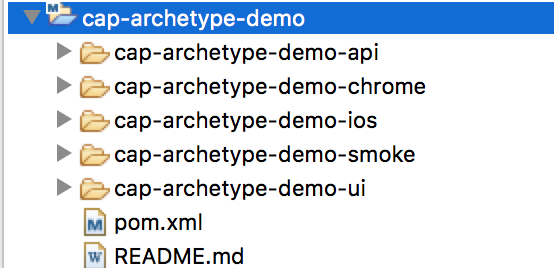 cap-archetype-demo
cap-archetype-demo-api
cap-archetype-demo-chrome
cap-archetype-demo-ios
cap-archetype-demo-smoke
cap-archetype-demo-ui
pom.xml
README.md